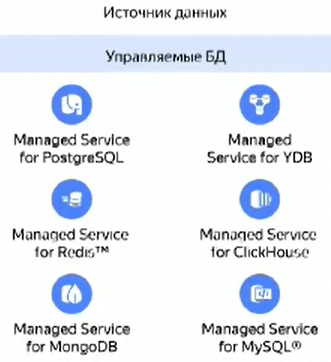 Источник данных
Управляемые БД
Managed Service
for PostgreSQL
Managed
Service for YDB
Managed Service
for Redis™
Managed Service
for ClickHouse
Managed Service
for MongoDB
Managed Service
for MySQL®